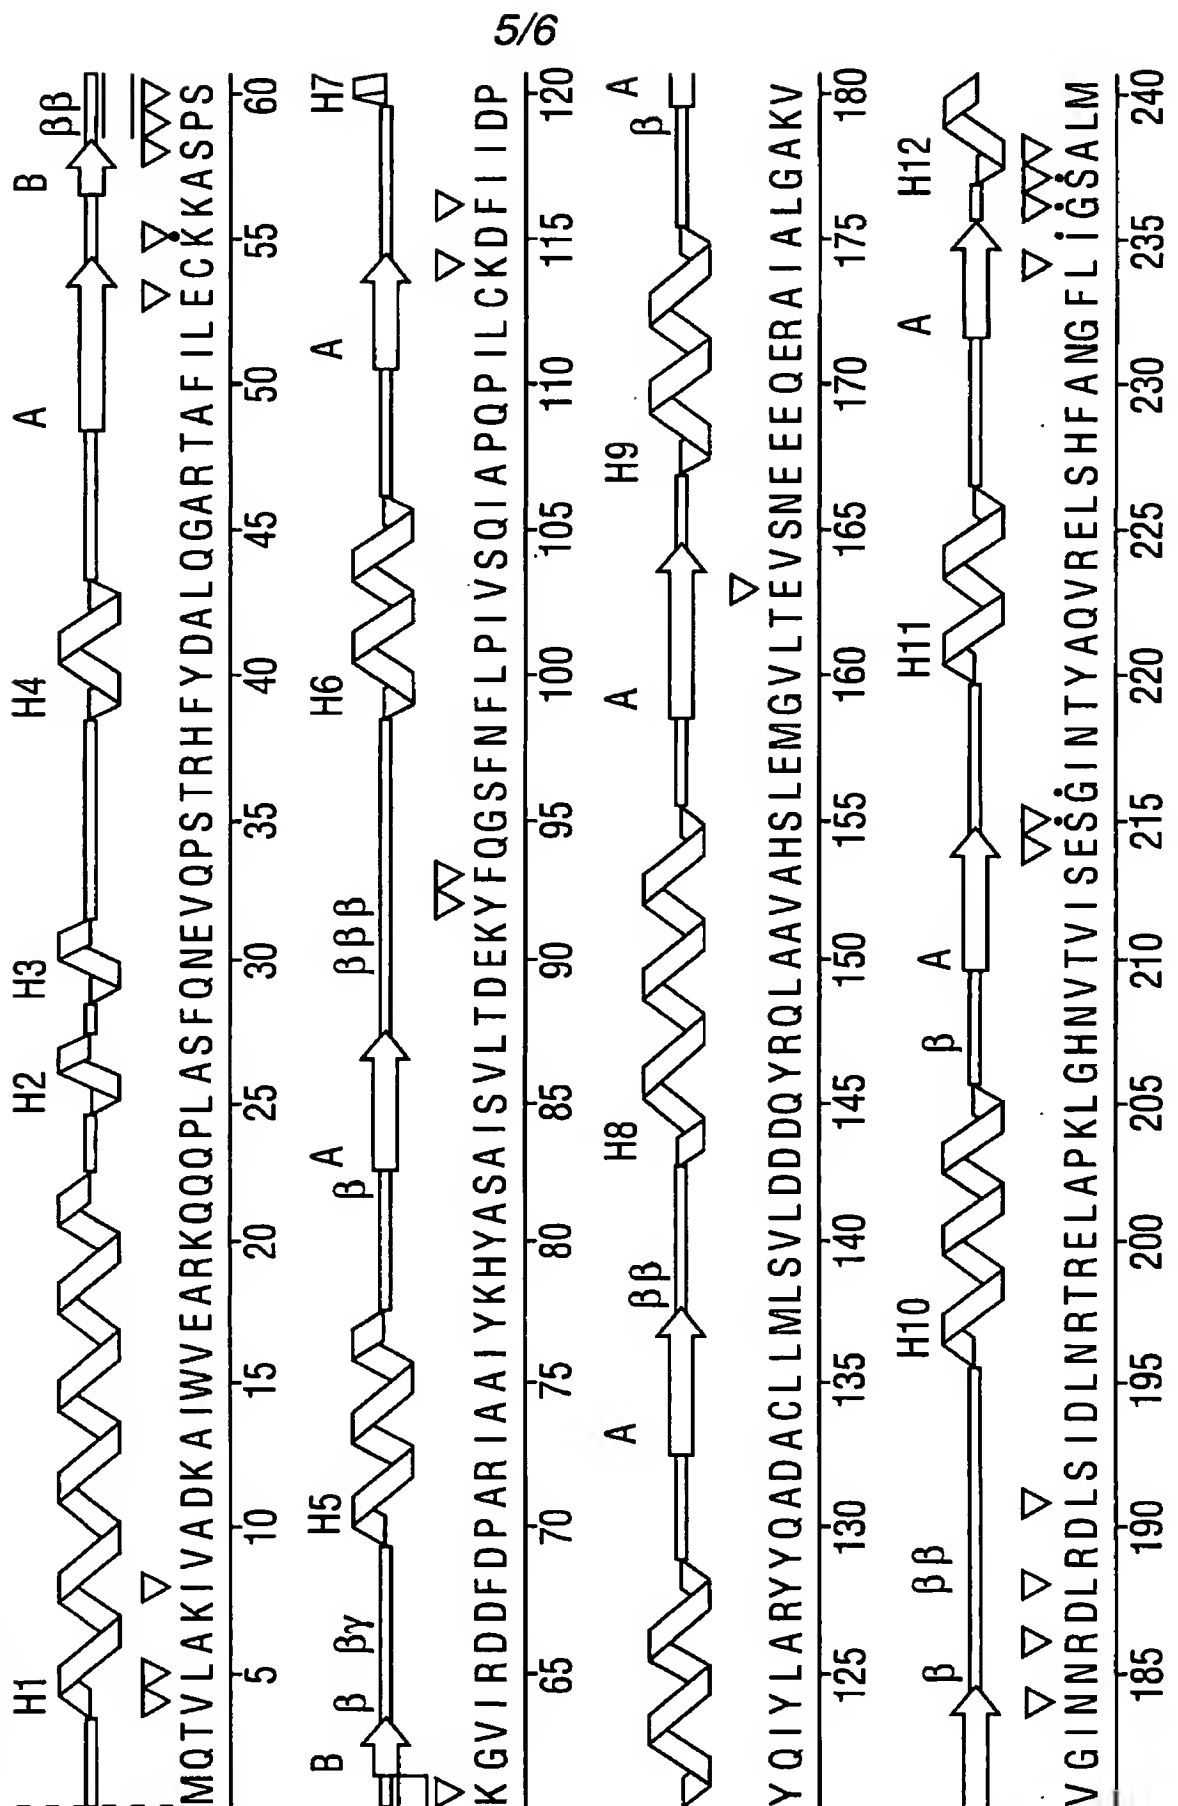 5/6
H1 H2 H3 H4 A B ββ
MQTVLAKIVADKAIWVEARKQQQPLASFQNEVQPSTRHFYDALQGARTAFILECKKASPS
5 10 15 20 25 30 35 40 45 50 55 60
B β βγ H5 β A β β β H6 A H7
KGVIRDDFDPARIAAIYKHYASAISVLTDEKYFQGSFNFLPIVSQIAPQPILCKDFIIDP
65 70 75 80 85 90 95 100 105 110 115 120
A ββ H8 A H9 β A
YQIYLARYYQADACLLMLSVLDDDQYRQLAAVAHSLEMGVLTEVSNEEEQERAIALGAKV
125 130 135 140 145 150 155 160 165 170 175 180
β β β H10 β A H11 A H12
VGINNRDLRDLSIDLNRTRELAPKLGHNVTVISESGINTYAQVRELSHFANGFLIGSALM
185 190 195 200 205 210 215 220 225 230 235 240